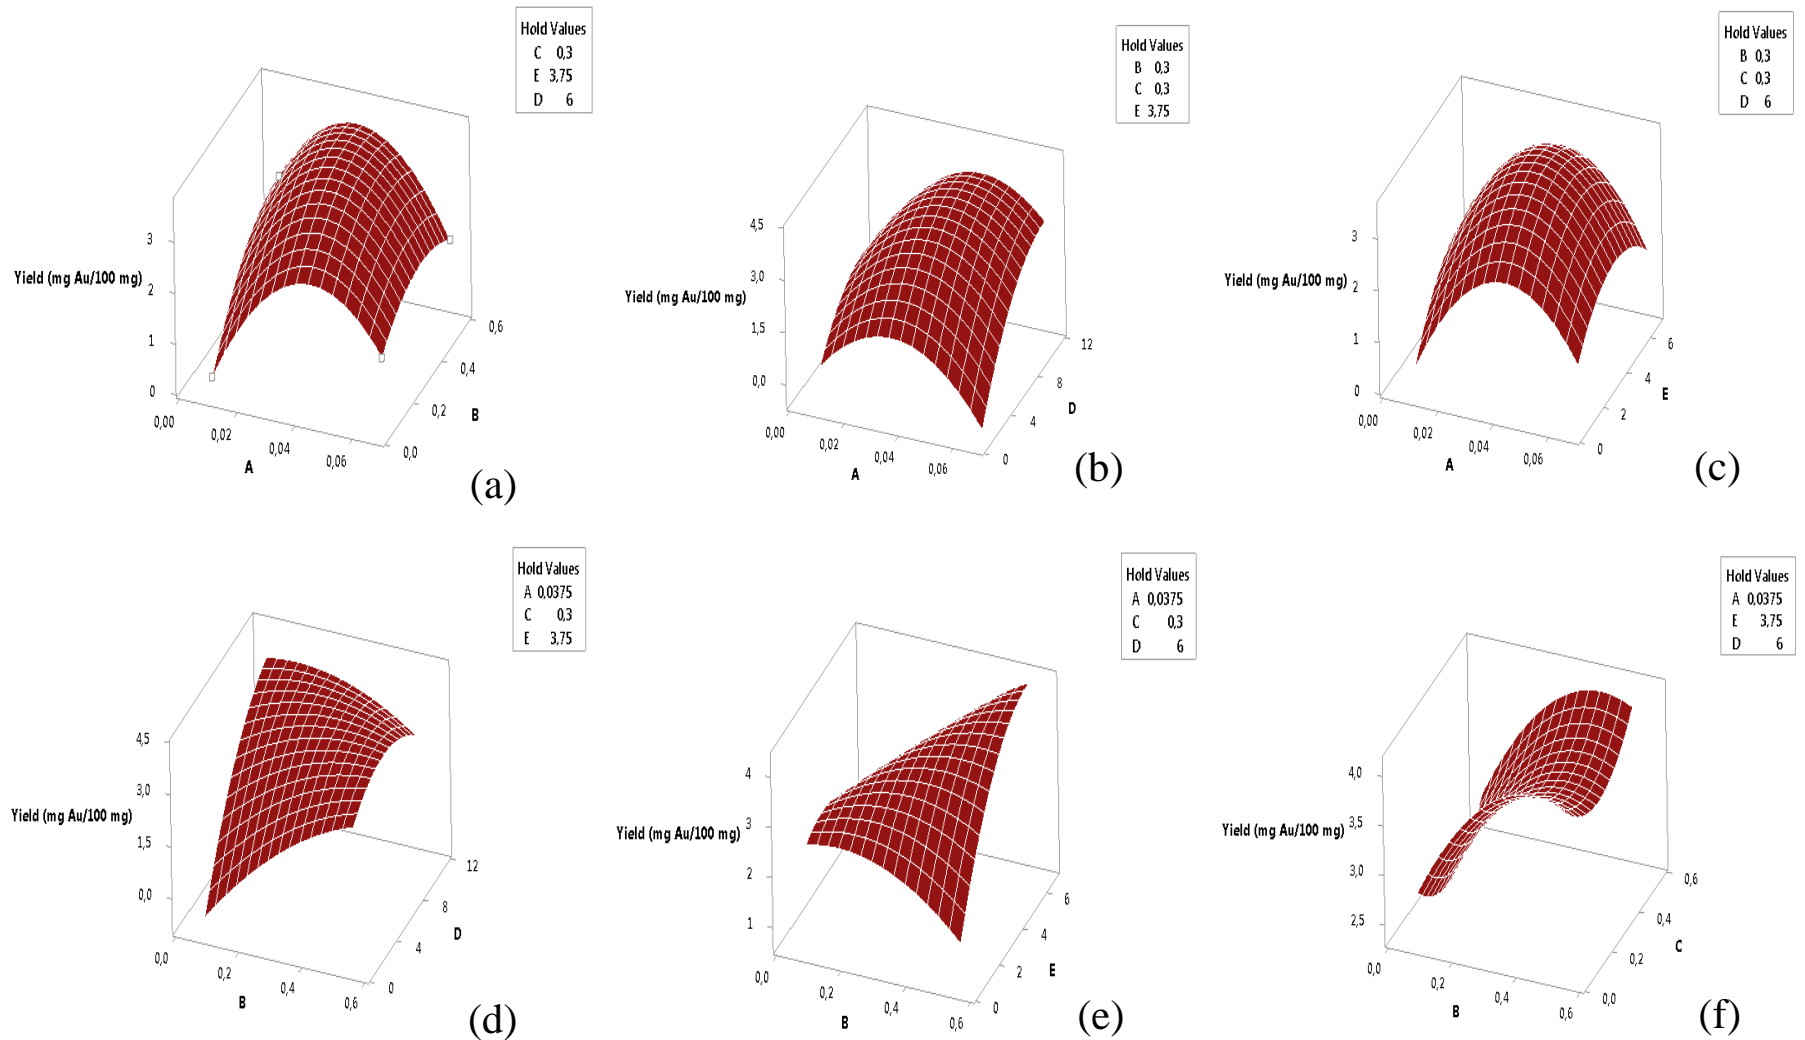 Hold Values
C 0,3
E 3,75
D 6
3
2
1
0
Yield (mg Au/100 mg)
0,00
0,02
0,04
0,06
A
0,0
0,2
0,4
0,6
B
(a)
Hold Values
B 0,3
C 0,3
E 3,75
4,5
3,0
1,5
0,0
Yield (mg Au/100 mg)
0,00
0,02
0,04
0,06
A
0
4
8
12
D
(b)
Hold Values
B 0,3
C 0,3
D 6
3
2
1
0
Yield (mg Au/100 mg)
0,00
0,02
0,04
0,06
A
0
2
4
6
E
(c)
Hold Values
A 0,0375
C 0,3
E 3,75
4,5
3,0
1,5
0,0
Yield (mg Au/100 mg)
0,0
0,2
0,4
0,6
B
0
4
8
12
D
(d)
Hold Values
A 0,0375
C 0,3
D 6
4
3
2
1
Yield (mg Au/100 mg)
0,0
0,2
0,4
0,6
B
0
2
4
6
E
(e)
Hold Values
A 0,0375
E 3,75
D 6
4,0
3,5
3,0
2,5
Yield (mg Au/100 mg)
0,0
0,2
0,4
0,6
B
0,0
0,2
0,4
0,6
C
(f)